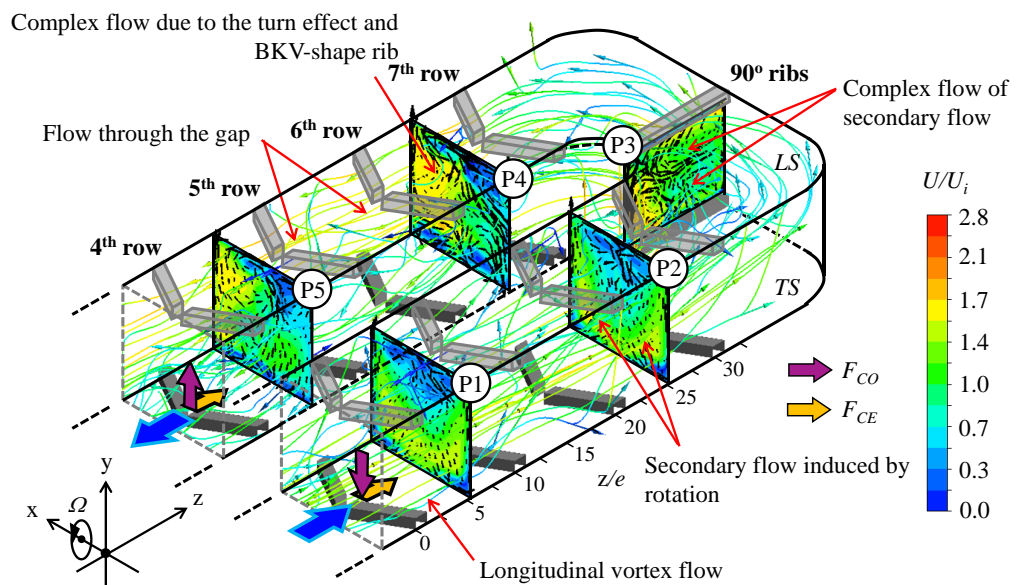 Complex flow due to the turn effect and
BKV-shape rib
7th row
90o ribs
Complex flow of
secondary flow
6th row
Flow through the gap
5th row
4th row
P3
P4
LS
P2
P5
TS
P1
U/Ui
2.8
2.1
1.7
1.4
1.0
0.7
0.3
0.0
FCO
FCE
30
25
20
15
10
5
0
z/e
Secondary flow induced by
rotation
Longitudinal vortex flow
y
x
Ω
z